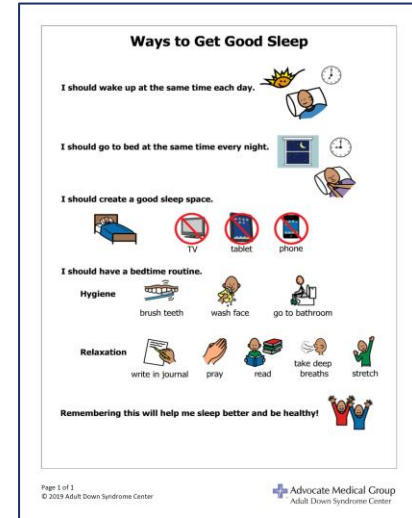 Ways to Get Good Sleep
I should wake up at the same time each day.
I should go to bed at the same time every night.
I should create a good sleep space.
TV tablet phone
I should have a bedtime routine.
Hygiene
brush teeth wash face go to bathroom
Relaxation
write in journal pray read take deep breaths stretch
Remembering this will help me sleep better and be healthy!
Page 1 of 1
© 2019 Adult Down Syndrome Center
Advocate Medical Group
Adult Down Syndrome Center